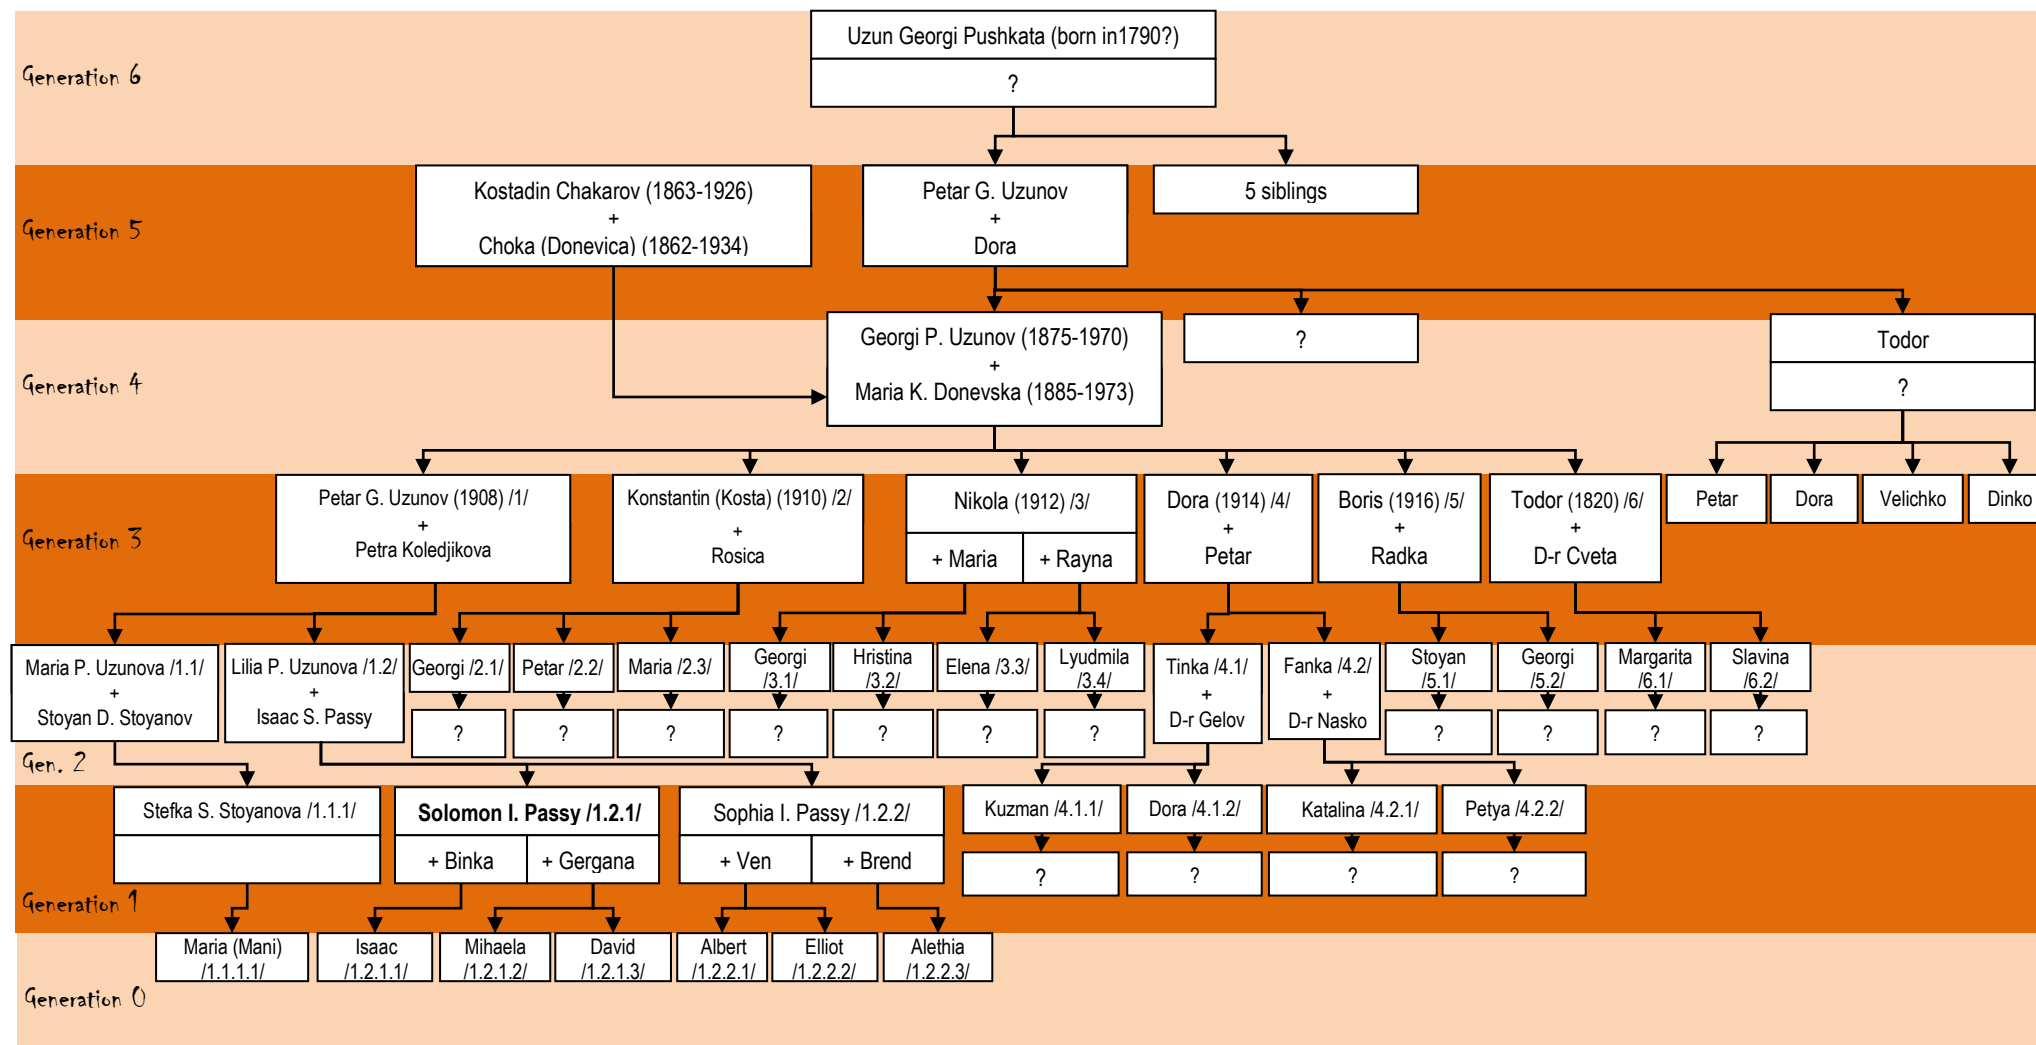 Uzun Georgi Pushkata (born in1790?)
?
Generation 6
Kostadin Chakarov (1863-1926)
+
Choka (Donevica) (1862-1934)
Petar G. Uzunov
+
Dora
5 siblings
Generation 5
Georgi P. Uzunov (1875-1970)
+
Maria K. Donevska (1885-1973)
?
Todor
?
Generation 4
Petar G. Uzunov (1908) /1/
+
Petra Koledjikova
Konstantin (Kosta) (1910) /2/
+
Rosica
Nikola (1912) /3/
+ Maria
+ Rayna
Dora (1914) /4/
+
Petar
Boris (1916) /5/
+
Radka
Todor (1820) /6/
+
D-r Cveta
Petar
Dora
Velichko
Dinko
Generation 3
Maria P. Uzunova /1.1/
+
Stoyan D. Stoyanov
Lilia P. Uzunova /1.2/
+
Isaac S. Passy
Georgi /2.1/
?
Petar /2.2/
?
Maria /2.3/
?
Georgi
/3.1/
?
Hristina
/3.2/
?
Elena /3.3/
?
Lyudmila
/3.4/
?
Tinka /4.1/
+
D-r Gelov
Fanka /4.2/
+
D-r Nasko
Stoyan
/5.1/
?
Georgi
/5.2/
?
Margarita
/6.1/
?
Slavina
/6.2/
?
Gen. 2
Stefka S. Stoyanova /1.1.1/
Solomon I. Passy /1.2.1/
+ Binka
+ Gergana
Sophia I. Passy /1.2.2/
+ Ven
+ Brend
Kuzman /4.1.1/
?
Dora /4.1.2/
?
Katalina /4.2.1/
?
Petya /4.2.2/
?
Generation 1
Maria (Mani)
/1.1.1.1/
Isaac
/1.2.1.1/
Mihaela
/1.2.1.2/
David
/1.2.1.3/
Albert
/1.2.2.1/
Elliot
/1.2.2.2/
Alethia
/1.2.2.3/
Generation 0